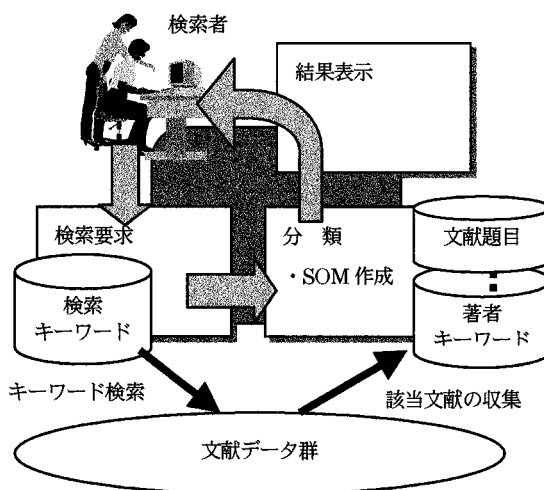 検索者
結果表示
検索要求
検索
キーワード
分　類
・SOM 作成
文献題目
著者
キーワード
キーワード検索
該当文献の収集
文献データ群